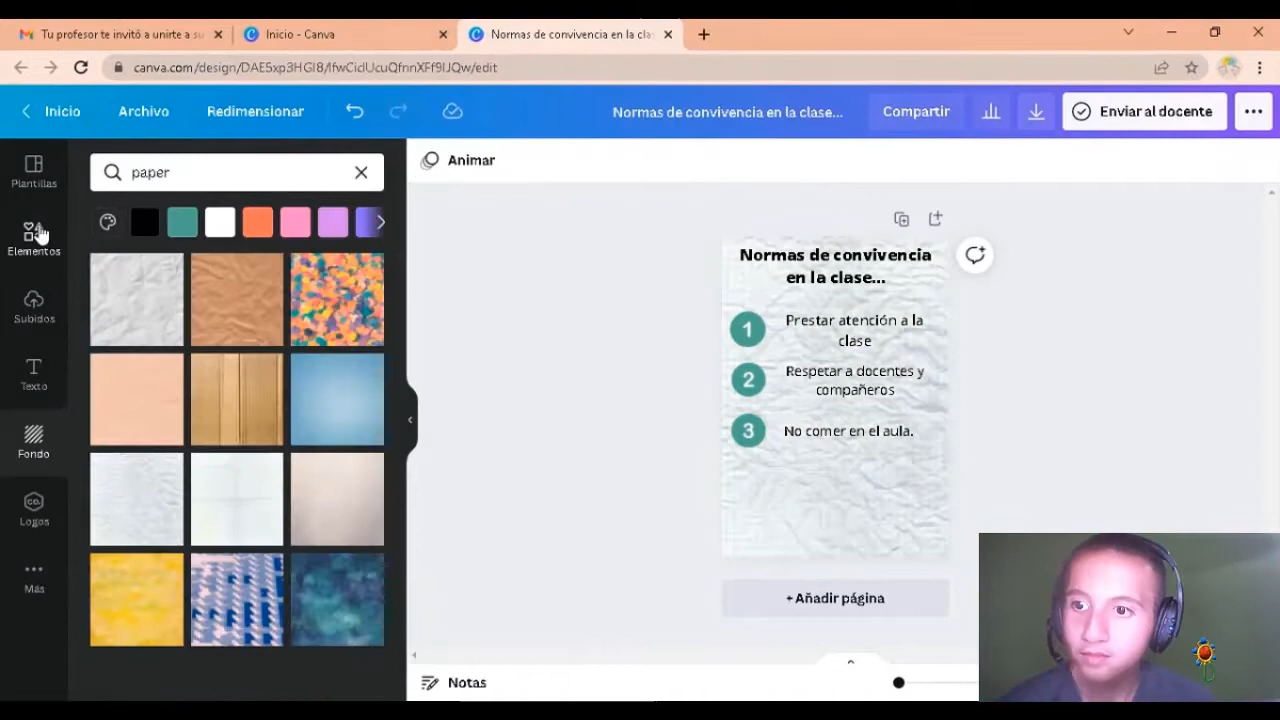 Tu profesor te invitó a unirte a su
Inicio - Canva
Normas de convivencia en la cla
canva.com/design/DAE5xp3HGI8/lfwCiclUcuQfnnXFf9IJQw/edit
Inicio
Archivo
Redimensionar
Normas de convivencia en la clase...
Compartir
Enviar al docente
Plantillas
Elementos
Subidos
Texto
Fondo
CO.
Logos
Más
paper
Animar
Normas de convivencia
en la clase...
1 Prestar atención a la
clase
2 Respetar a docentes y
compañeros
3 No comer en el aula.
+ Añadir página
Notas